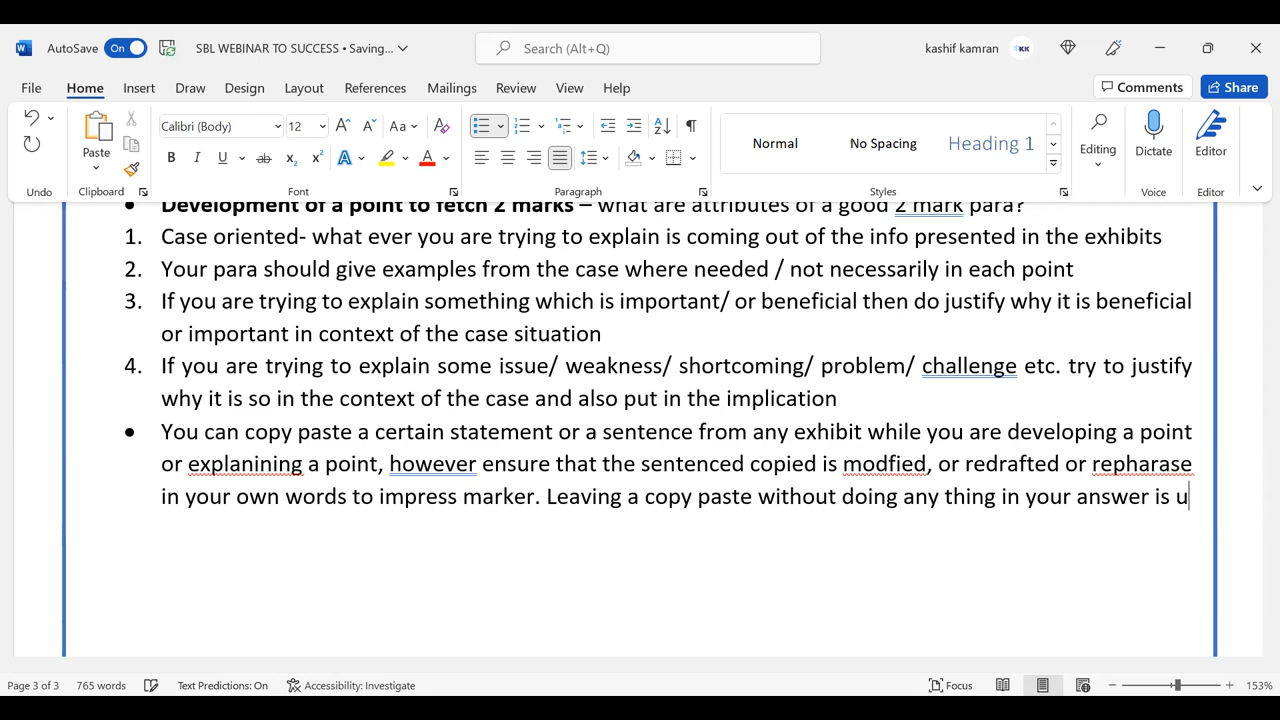 AutoSave On SBL WEBINAR TO SUCCESS • Saving... Search (Alt+Q) kashif kamran KK
File Home Insert Draw Design Layout References Mailings Review View Help Comments Share
Calibri (Body) 12 Aa Normal No Spacing Heading 1
Paste Editing Dictate Editor
Undo Clipboard Font Paragraph Styles Voice Editor
• Development of a point to fetch 2 marks – what are attributes of a good 2 mark para?
1. Case oriented- what ever you are trying to explain is coming out of the info presented in the exhibits
2. Your para should give examples from the case where needed / not necessarily in each point
3. If you are trying to explain something which is important/ or beneficial then do justify why it is beneficial
or important in context of the case situation
4. If you are trying to explain some issue/ weakness/ shortcoming/ problem/ challenge etc. try to justify
why it is so in the context of the case and also put in the implication
• You can copy paste a certain statement or a sentence from any exhibit while you are developing a point
or explanining a point, however ensure that the sentenced copied is modfied, or redrafted or repharase
in your own words to impress marker. Leaving a copy paste without doing any thing in your answer is u
Page 3 of 3 765 words Text Predictions: On Accessibility: Investigate Focus 153%